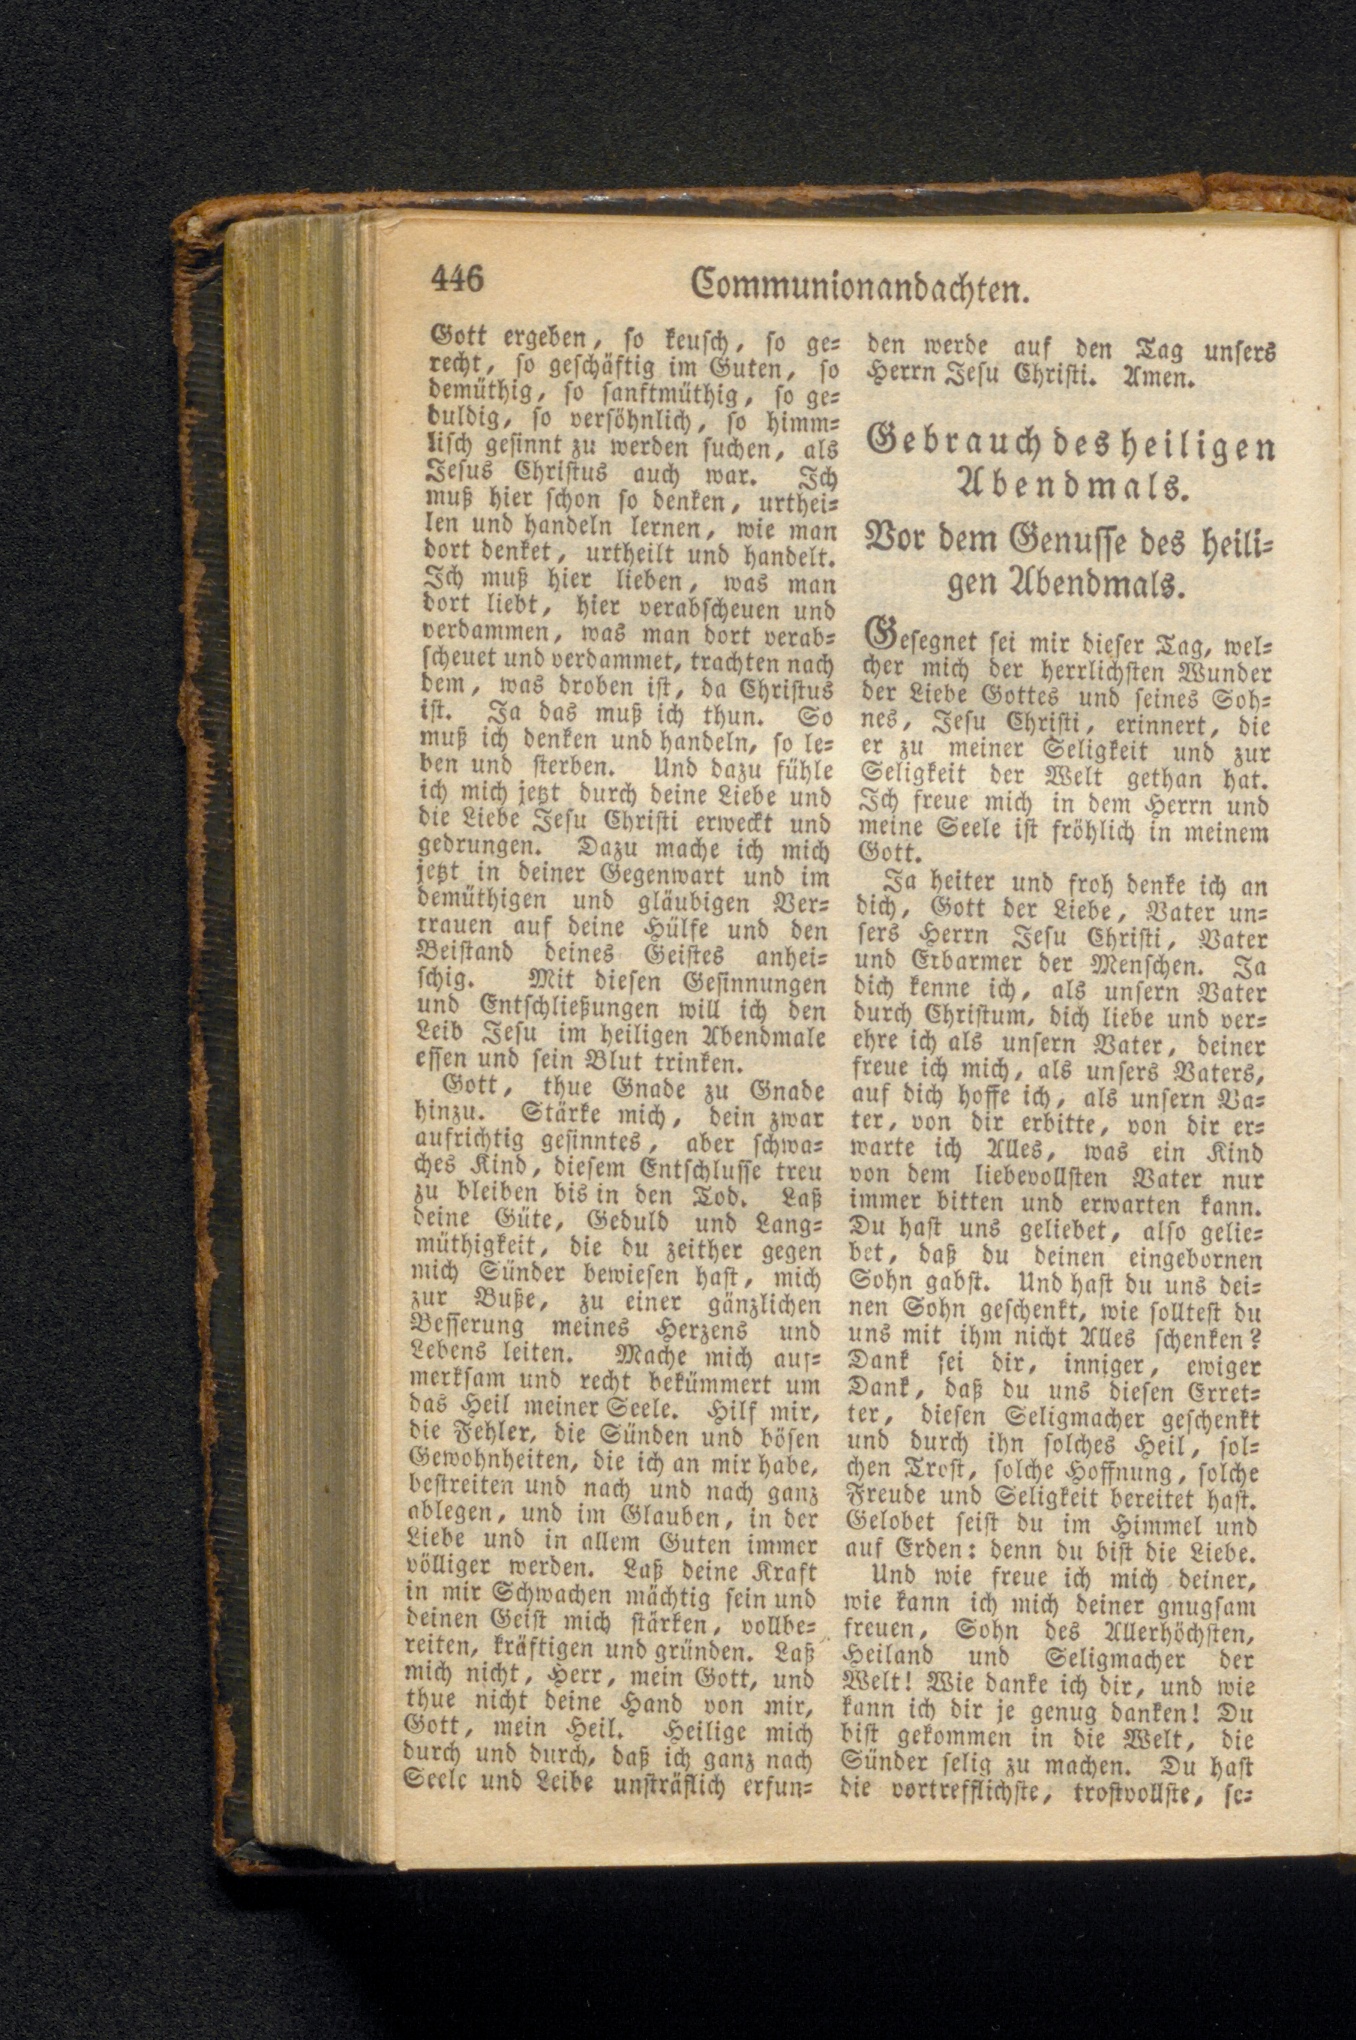 446
Communionandachten.
Gott ergeben, so keusch, so ge-
recht, so geschäftig im Guten, so
demüthig, so sanftmüthig, so ge-
duldig, so versöhnlich, so himm-
lisch gesinnt zu werden suchen, als
Jesus Christus auch war. Ich
muß hier schon so denken, urthei-
len und handeln lernen, wie man
dort denket, urtheilt und handelt.
Ich muß hier lieben, was man
dort liebt, hier verabscheuen und
verdammen, was man dort verab-
scheuet und verdammet, trachten nach
dem, was droben ist, da Christus
ist. Ja das muß ich thun. So
muß ich denken und handeln, so le-
ben und sterben. Und dazu fühle
ich mich jetzt durch deine Liebe und
die Liebe Jesu Christi erweckt und
gedrungen. Dazu mache ich mich
jetzt in deiner Gegenwart und im
demüthigen und gläubigen Ver-
trauen auf deine Hülfe und den
Beistand deines Geistes anhei-
schig. Mit diesen Gesinnungen
und Entschließungen will ich den
Leib Jesu im heiligen Abendmale
essen und sein Blut trinken.
Gott, thue Gnade zu Gnade
hinzu. Stärke mich, dein zwar
aufrichtig gesinntes, aber schwa-
ches Kind, diesem Entschlusse treu
zu bleiben bis in den Tod. Laß
deine Güte, Geduld und Lang-
müthigkeit, die du zeither gegen
mich Sünder bewiesen hast, mich
zur Buße, zu einer gänzlichen
Besserung meines Herzens und
Lebens leiten. Mache mich auf-
merksam und recht bekümmert um
das Heil meiner Seele. Hilf mir,
die Fehler, die Sünden und bösen
Gewohnheiten, die ich an mir habe,
bestreiten und nach und nach ganz
ablegen, und im Glauben, in der
Liebe und in allem Guten immer
völliger werden. Laß deine Kraft
in mir Schwachen mächtig sein und
deinen Geist mich stärken, vollbe-
reiten, kräftigen und gründen. Laß
mich nicht, Herr, mein Gott, und
thue nicht deine Hand von mir,
Gott, mein Heil. Heilige mich
durch und durch, daß ich ganz nach
Seele und Leibe unsträflich erfun-
den werde auf den Tag unsers
Herrn Jesu Christi. Amen.
Gebrauch des heiligen
Abendmals.
Vor dem Genusse des heili-
gen Abendmals.
Gesegnet sei mir dieser Tag, wel-
cher mich der herrlichsten Wunder
der Liebe Gottes und seines Soh-
nes, Jesu Christi, erinnert, die
er zu meiner Seligkeit und zur
Seligkeit der Welt gethan hat.
Ich freue mich in dem Herrn und
meine Seele ist fröhlich in meinem
Gott.
Ja heiter und froh denke ich an
dich, Gott der Liebe, Vater un-
sers Herrn Jesu Christi, Vater
und Erbarmer der Menschen. Ja
dich kenne ich, als unsern Vater
durch Christum, dich liebe und ver-
ehre ich als unsern Vater, deiner
freue ich mich, als unsers Vaters,
auf dich hoffe ich, als unsern Va-
ter, von dir erbitte, von dir er-
warte ich Alles, was ein Kind
von dem liebevollsten Vater nur
immer bitten und erwarten kann.
Du hast uns geliebet, also gelie-
bet, daß du deinen eingebornen
Sohn gabst. Und hast du uns dei-
nen Sohn geschenkt, wie solltest du
uns mit ihm nicht Alles schenken?
Dank sei dir, inniger, ewiger
Dank, daß du uns diesen Erret-
ter, diesen Seligmacher geschenkt
und durch ihn solches Heil, sol-
chen Trost, solche Hoffnung, solche
Freude und Seligkeit bereitet hast.
Gelobet seist du im Himmel und
auf Erden: denn du bist die Liebe.
Und wie freue ich mich deiner,
wie kann ich mich deiner gnugsam
freuen, Sohn des Allerhöchsten,
Heiland und Seligmacher der
Welt! Wie danke ich dir, und wie
kann ich dir je genug danken! Du
bist gekommen in die Welt, die
Sünder selig zu machen. Du hast
die vortrefflichste, trostvollste, se-